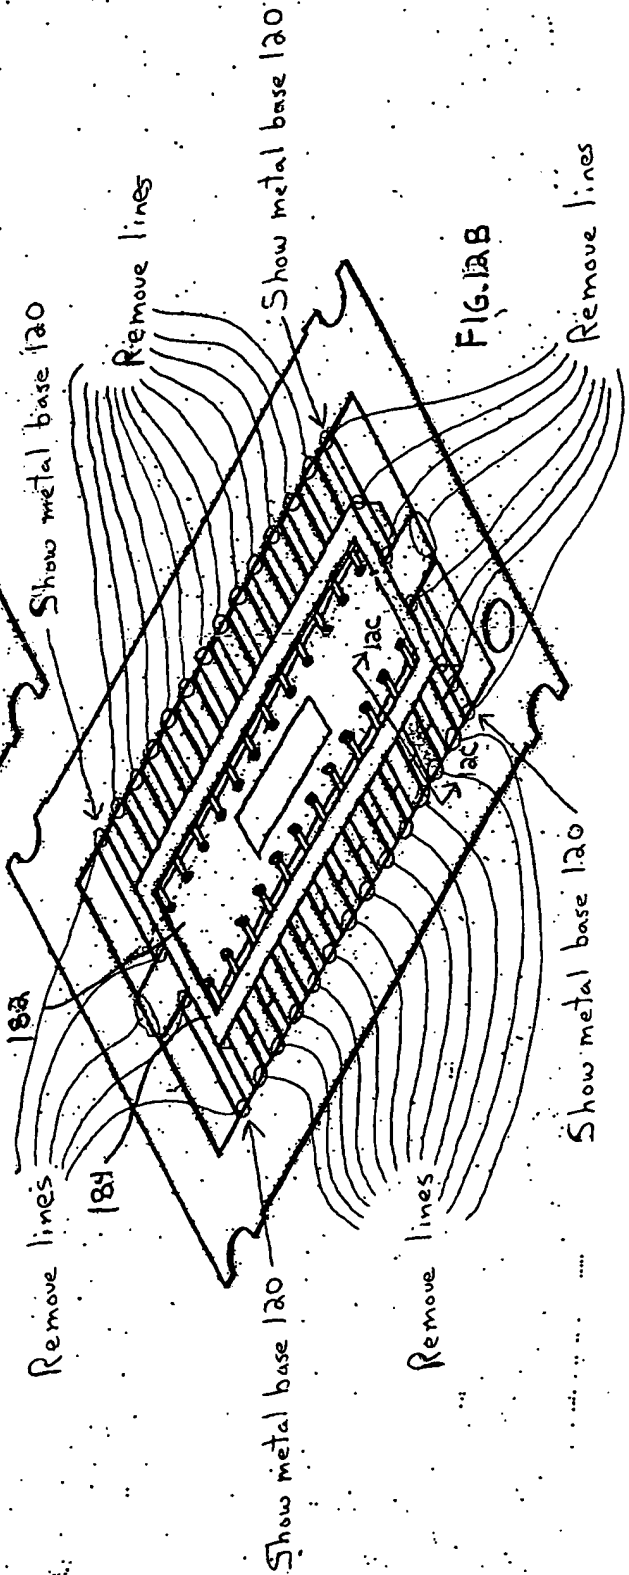 Show metal base 120
Remove lines
Show metal base 120
182
Remove lines
184
FIG.12B
12C
12C
Show metal base 120
Remove lines
Show metal base 120
Remove lines